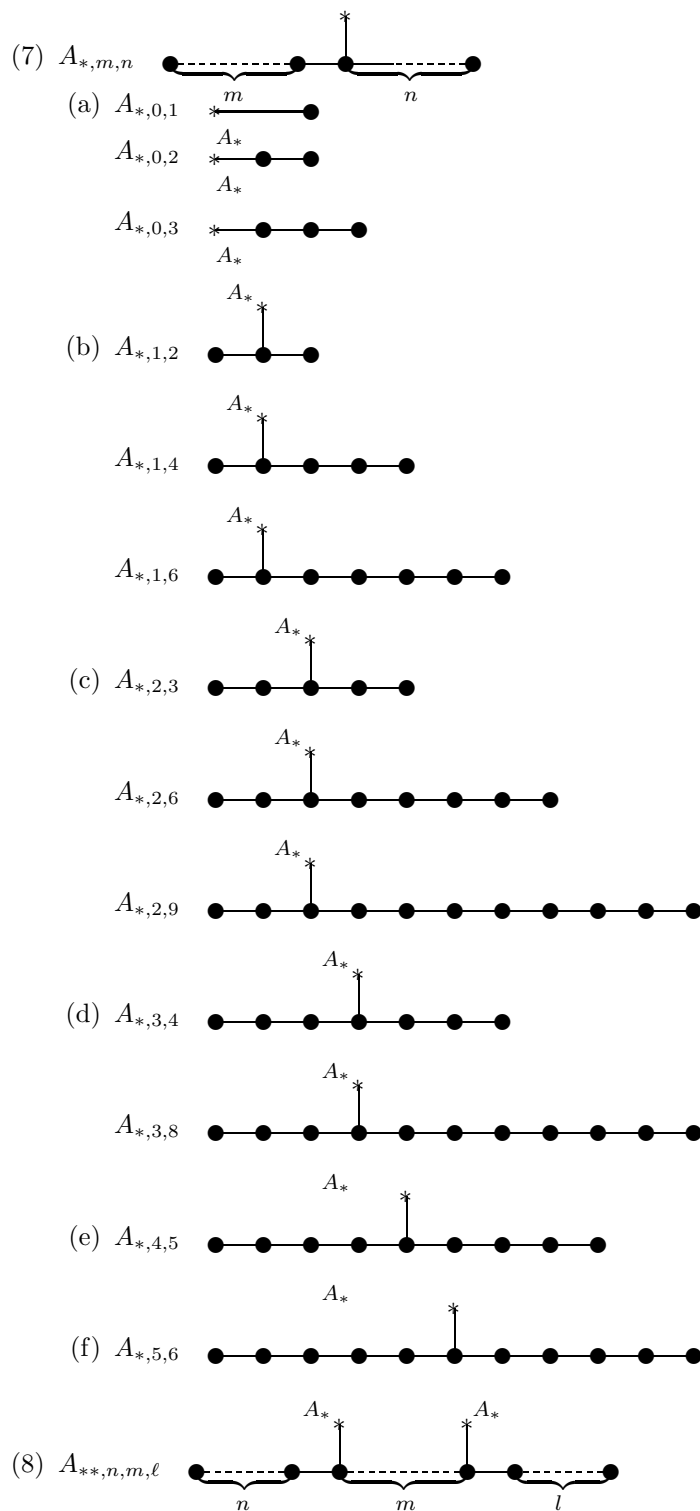 *
(7) A_{*,m,n}
m n
(a) A_{*,0,1} *
A_*
A_{*,0,2} *
A_*
A_{*,0,3} *
A_*
A_* *
(b) A_{*,1,2}
A_* *
A_{*,1,4}
A_* *
A_{*,1,6}
A_* *
(c) A_{*,2,3}
A_* *
A_{*,2,6}
A_* *
A_{*,2,9}
A_* *
(d) A_{*,3,4}
A_* *
A_{*,3,8}
A_* *
(e) A_{*,4,5}
A_* *
(f) A_{*,5,6}
A_* * * A_*
(8) A_{**,n,m,ℓ}
n m l